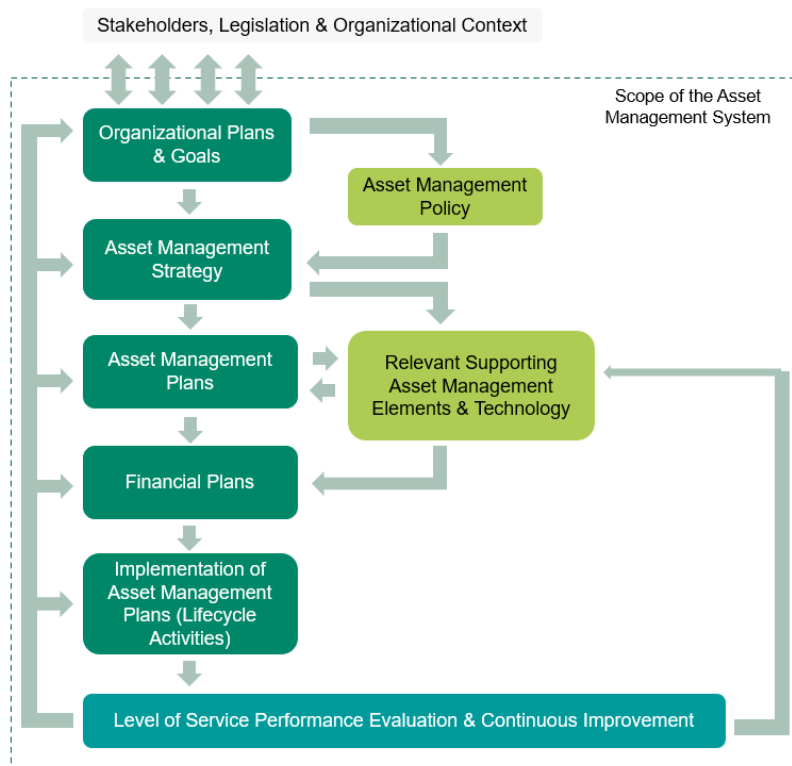 Stakeholders, Legislation & Organizational Context
Scope of the Asset
Management System
Organizational Plans
& Goals
Asset Management
Policy
Asset Management
Strategy
Asset Management
Plans
Relevant Supporting
Asset Management
Elements & Technology
Financial Plans
Implementation of
Asset Management
Plans (Lifecycle
Activities)
Level of Service Performance Evaluation & Continuous Improvement